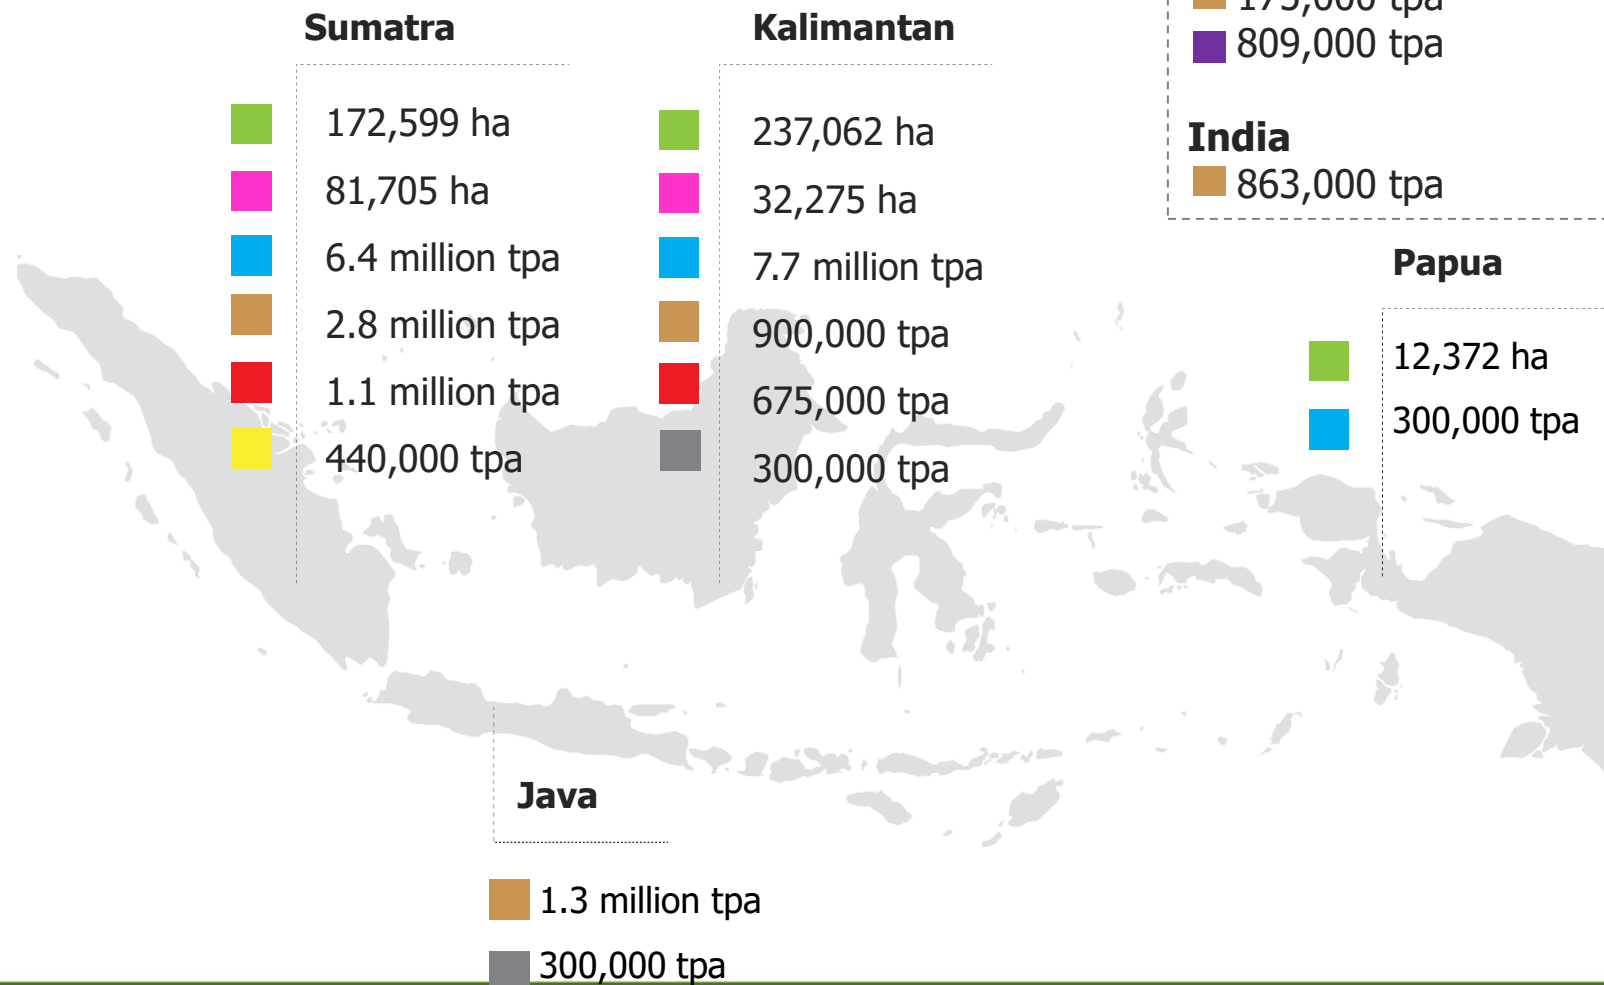 Sumatra
172,599 ha
81,705 ha
6.4 million tpa
2.8 million tpa
1.1 million tpa
440,000 tpa
Kalimantan
237,062 ha
32,275 ha
7.7 million tpa
900,000 tpa
675,000 tpa
300,000 tpa
175,000 tpa
809,000 tpa
India
863,000 tpa
Papua
12,372 ha
300,000 tpa
Java
1.3 million tpa
300,000 tpa